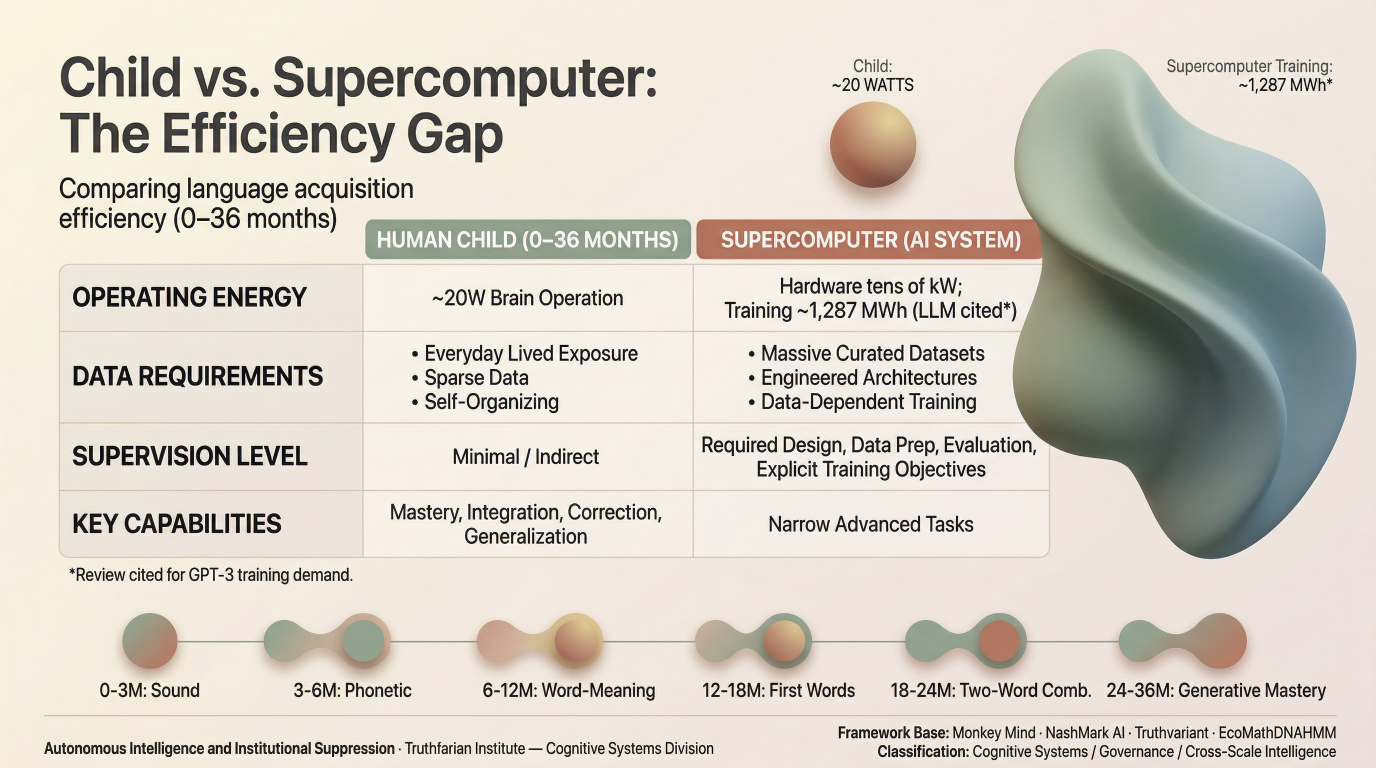 Child vs. Supercomputer:
The Efficiency Gap
Comparing language acquisition
efficiency (0–36 months)
Child:
~20 WATTS
Supercomputer Training:
~1,287 MWh*
HUMAN CHILD (0–36 MONTHS)
SUPERCOMPUTER (AI SYSTEM)
OPERATING ENERGY
~20W Brain Operation
Hardware tens of kW;
Training ~1,287 MWh (LLM cited*)
DATA REQUIREMENTS
• Everyday Lived Exposure
• Sparse Data
• Self-Organizing
• Massive Curated Datasets
• Engineered Architectures
• Data-Dependent Training
SUPERVISION LEVEL
Minimal / Indirect
Required Design, Data Prep, Evaluation,
Explicit Training Objectives
KEY CAPABILITIES
Mastery, Integration, Correction,
Generalization
Narrow Advanced Tasks
*Review cited for GPT-3 training demand.
0-3M: Sound
3-6M: Phonetic
6-12M: Word-Meaning
12-18M: First Words
18-24M: Two-Word Comb.
24-36M: Generative Mastery
Autonomous Intelligence and Institutional Suppression · Truthfarian Institute — Cognitive Systems Division
Framework Base: Monkey Mind · NashMark AI · Truthvariant · EcoMathDNAHMM
Classification: Cognitive Systems / Governance / Cross-Scale Intelligence